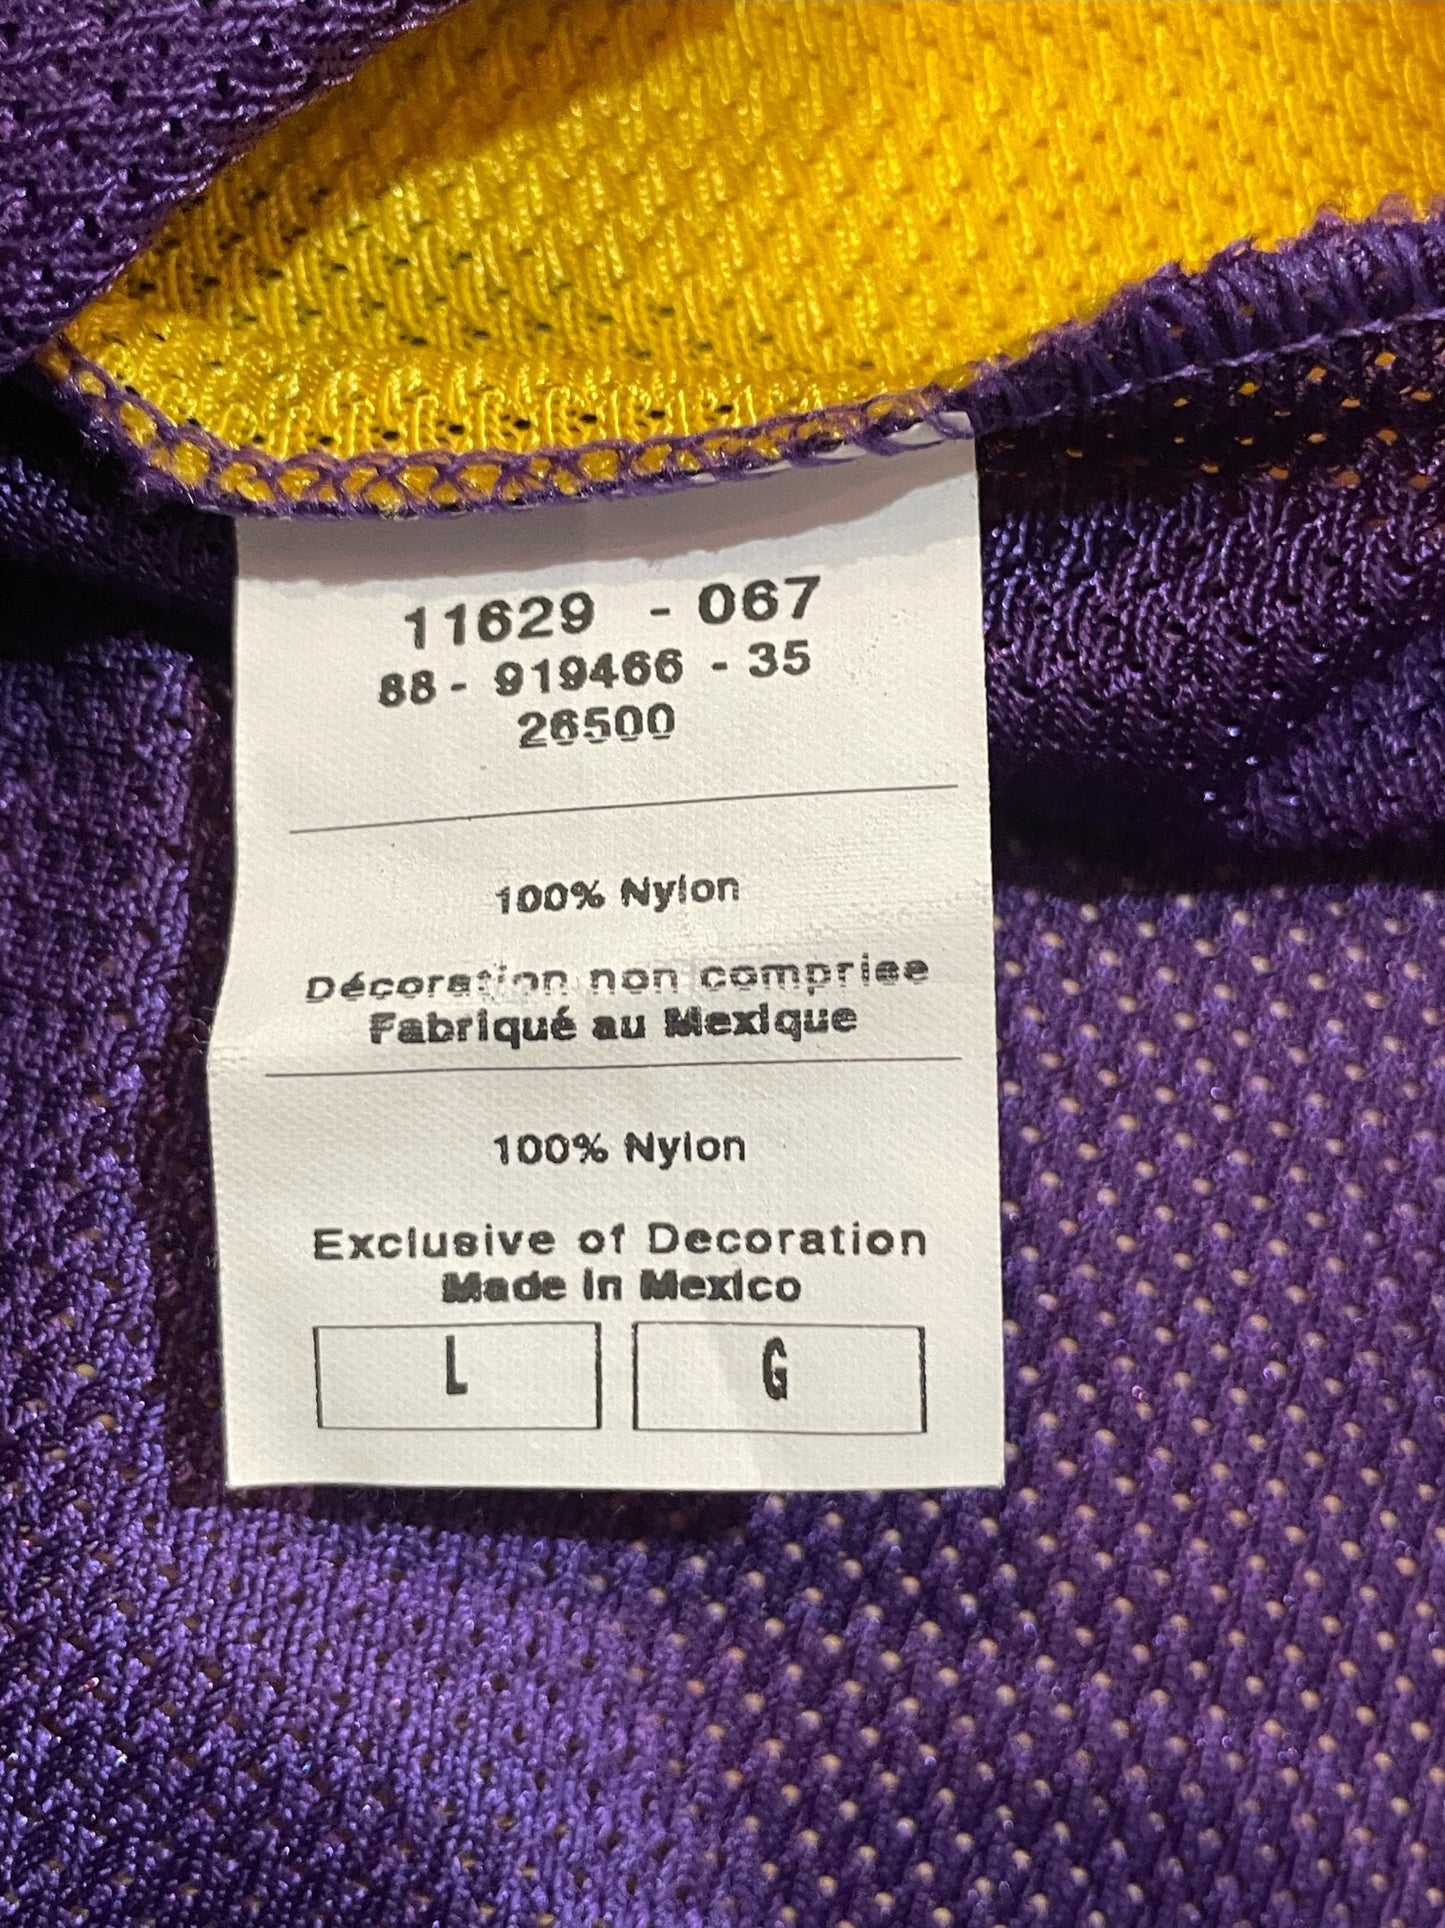 11629 - 067
88 - 919466 - 35
26500
100% Nylon
Décoration non comprise
Fabriqué au Mexique
100% Nylon
Exclusive of Decoration
Made in Mexico
L G